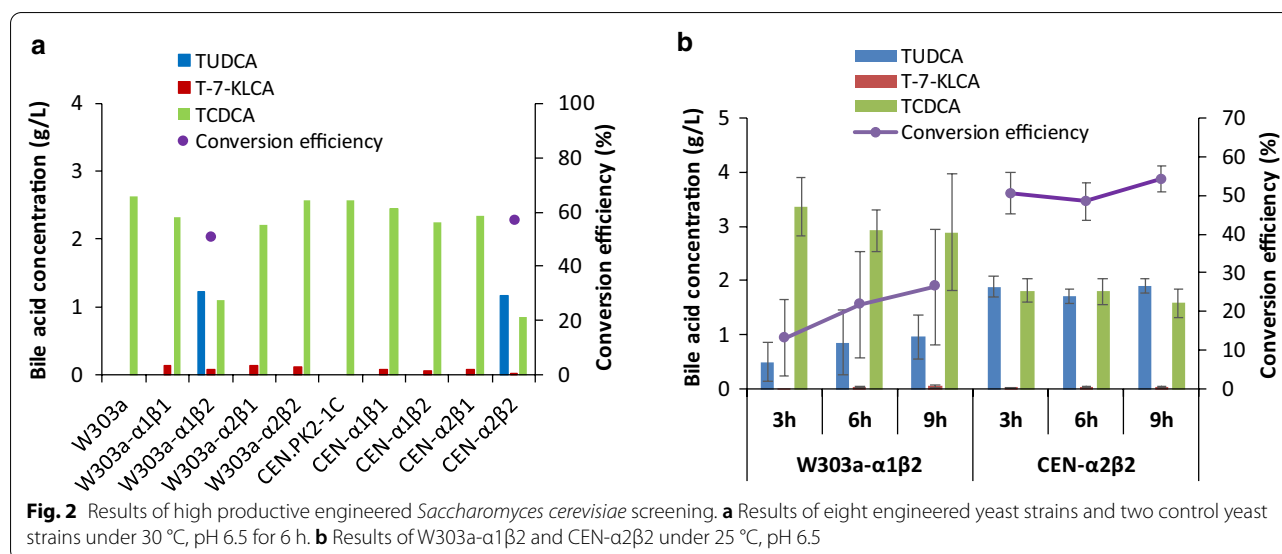 a
TUDCA
T-7-KLCA
TCDCA
Conversion efficiency
Bile acid concentration (g/L)
4
3
2
1
0
Conversion efficiency (%)
100
80
60
40
20
0
W303a
W303a-α1β1
W303a-α1β2
W303a-α2β1
W303a-α2β2
CEN.PK2-1C
CEN-α1β1
CEN-α1β2
CEN-α2β1
CEN-α2β2
b
TUDCA
T-7-KLCA
TCDCA
Conversion efficiency
Bile acid concentration (g/L)
5
4
3
2
1
0
Conversion efficiency (%)
70
60
50
40
30
20
10
0
3h 6h 9h 3h 6h 9h
W303a-α1β2 CEN-α2β2
Fig. 2 Results of high productive engineered Saccharomyces cerevisiae screening. a Results of eight engineered yeast strains and two control yeast
strains under 30 °C, pH 6.5 for 6 h. b Results of W303a-α1β2 and CEN-α2β2 under 25 °C, pH 6.5